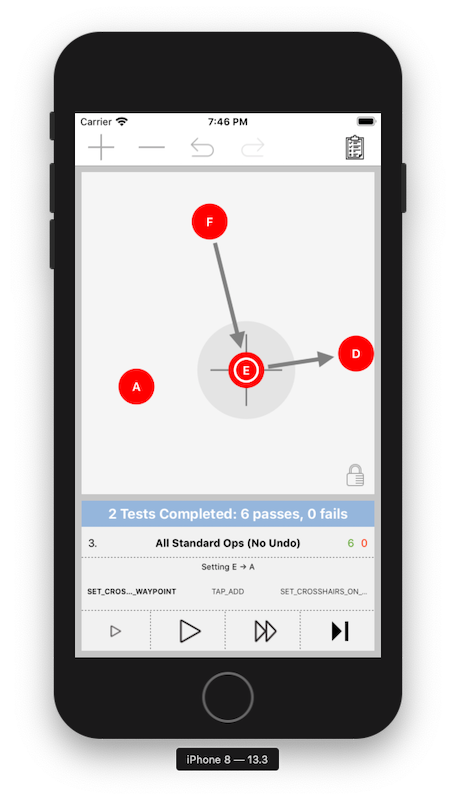 Carrier 7:46 PM
F
D
E
A
2 Tests Completed: 6 passes, 0 fails
3. All Standard Ops (No Undo) 6 0
Setting E → A
SET_CROS..._WAYPOINT TAP_ADD SET_CROSSHAIRS_ON_...
iPhone 8 — 13.3